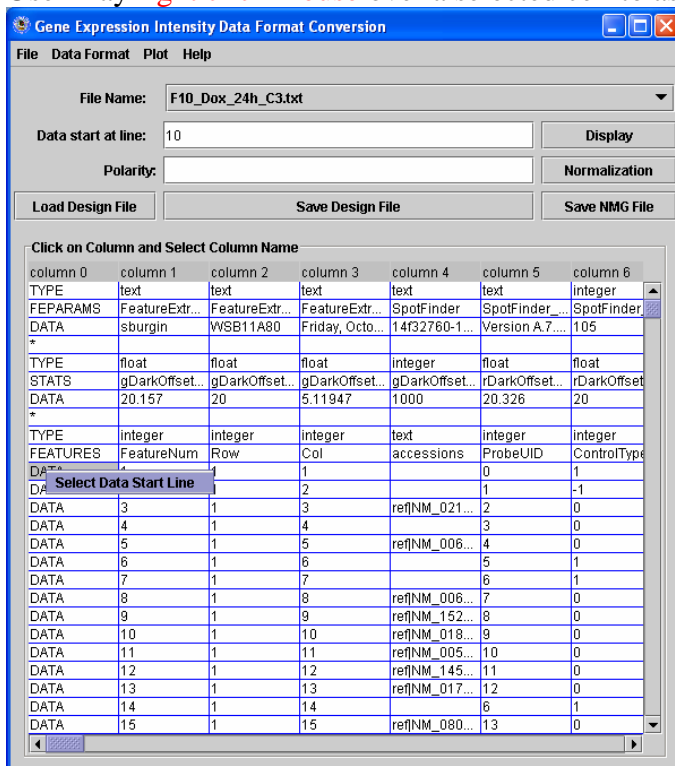 Gene Expression Intensity Data Format Conversion
File Data Format Plot Help
File Name: F10_Dox_24h_C3.txt
Data start at line: 10 Display
Polarity: Normalization
Load Design File Save Design File Save NMG File
Click on Column and Select Column Name
column 0 column 1 column 2 column 3 column 4 column 5 column 6
TYPE text text text text text integer
FEPARAMS FeatureExtr... FeatureExtr... FeatureExtr... SpotFinder SpotFinder_... SpotFinder_
DATA sburgin WSB11A80 Friday, Octo... 14f32760-1... Version A.7.... 105
*
TYPE float float float integer float float
STATS gDarkOffset... gDarkOffset... gDarkOffset... gDarkOffset... rDarkOffset... rDarkOffset
DATA 20.157 20 5.11947 1000 20.326 20
*
TYPE integer integer integer text integer integer
FEATURES FeatureNum Row Col accessions ProbeUID ControlType
DATA 1 1 1 0 1
Select Data Start Line 2 1 -1
DATA 3 1 3 ref|NM_021... 2 0
DATA 4 1 4 3 0
DATA 5 1 5 ref|NM_006... 4 0
DATA 6 1 6 5 1
DATA 7 1 7 6 1
DATA 8 1 8 ref|NM_006... 7 0
DATA 9 1 9 ref|NM_152... 8 0
DATA 10 1 10 ref|NM_018... 9 0
DATA 11 1 11 ref|NM_005... 10 0
DATA 12 1 12 ref|NM_145... 11 0
DATA 13 1 13 ref|NM_017... 12 0
DATA 14 1 14 6 1
DATA 15 1 15 ref|NM_080... 13 0